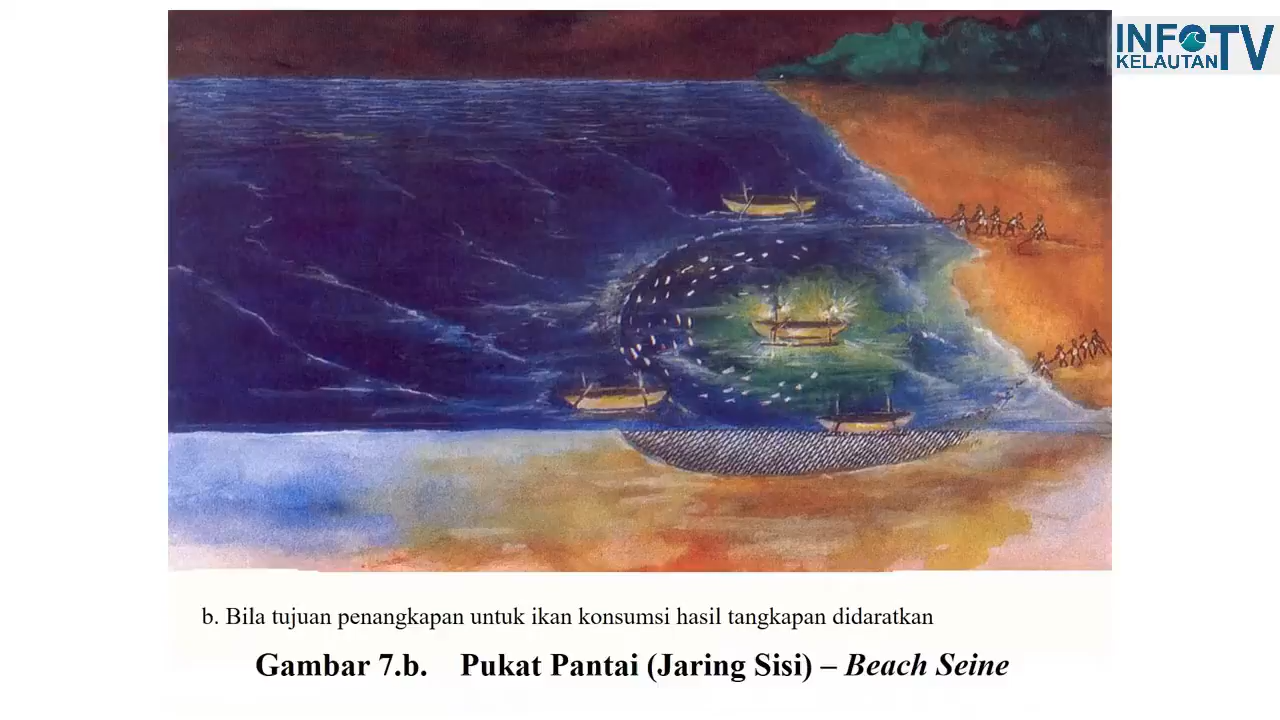 INFO TV
KELAUTAN
b. Bila tujuan penangkapan untuk ikan konsumsi hasil tangkapan didaratkan
Gambar 7.b. Pukat Pantai (Jaring Sisi) – Beach Seine